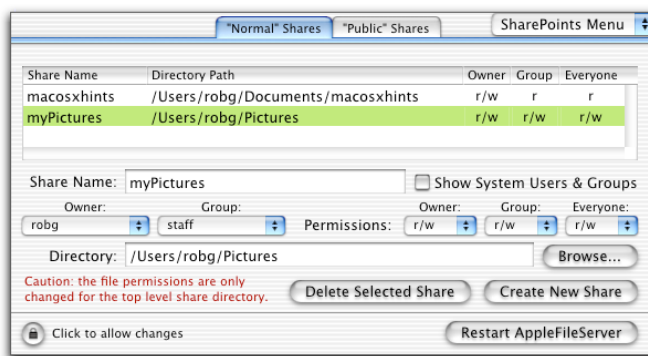 "Normal" Shares "Public" Shares SharePoints Menu
Share Name Directory Path Owner Group Everyone
macosxhints /Users/robg/Documents/macosxhints r/w r r
myPictures /Users/robg/Pictures r/w r/w r/w
Share Name: myPictures Show System Users & Groups
Owner: Group: Owner: Group: Everyone:
robg staff Permissions: r/w r/w r/w
Directory: /Users/robg/Pictures Browse...
Caution: the file permissions are only
changed for the top level share directory. Delete Selected Share Create New Share
Click to allow changes Restart AppleFileServer